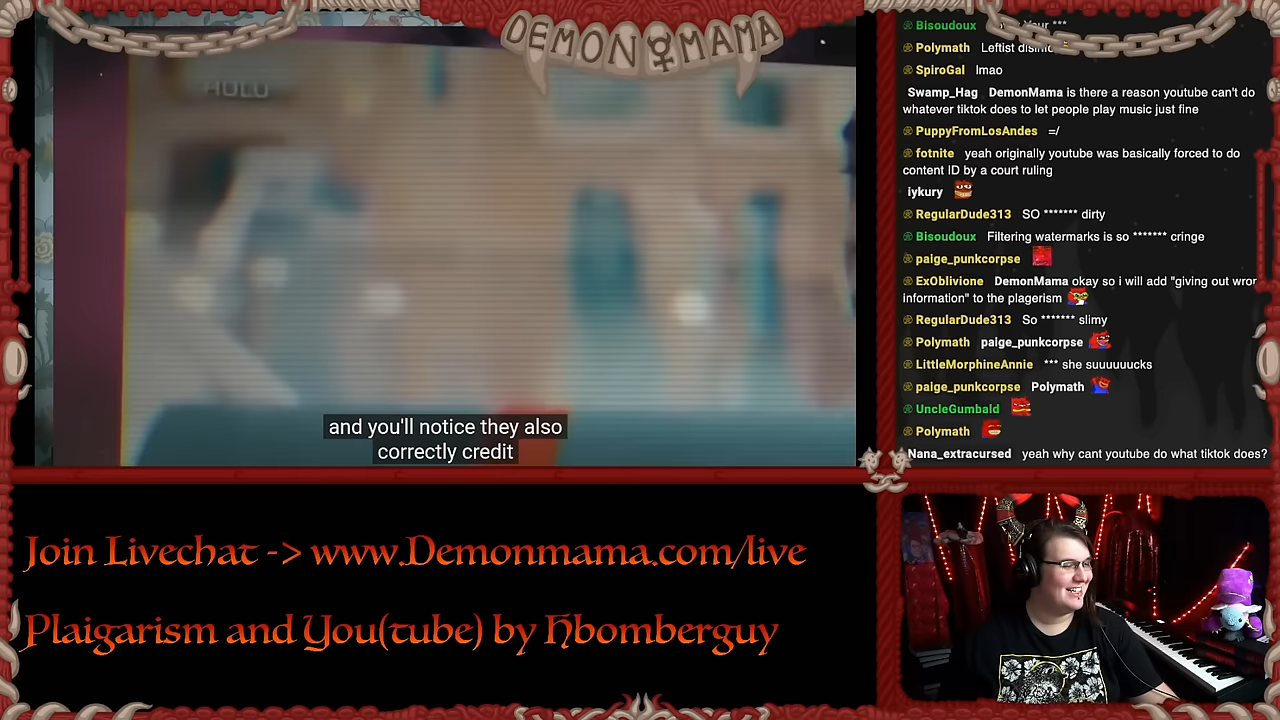 DEMON MAMA
HULU
and you'll notice they also
correctly credit
Bisoudoux Your ***
Polymath Leftist
SpiroGal lmao
Swamp_Hag DemonMama is there a reason youtube can't do
whatever tiktok does to let people play music just fine
PuppyFromLosAndes =/
fotnite yeah originally youtube was basically forced to do
content ID by a court ruling
iykury
RegularDude313 SO ******* dirty
Bisoudoux Filtering watermarks is so ******* cringe
paige_punkcorpse
ExOblivione DemonMama okay so i will add "giving out wror
information" to the plagerism
RegularDude313 So ******* slimy
Polymath paige_punkcorpse
LittleMorphineAnnie *** she suuuuuucks
paige_punkcorpse Polymath
UncleGumbald
Polymath
Nana_extracursed yeah why cant youtube do what tiktok does?
Join Livechat -> www.Demonmama.com/live
Plaigarism and You(tube) by Hbomberguy